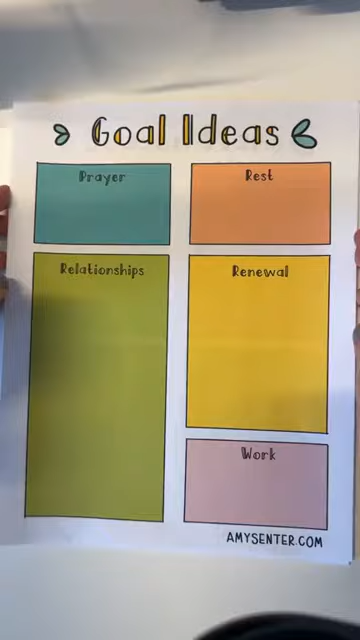 Goal Ideas
Prayer
Rest
Relationships
Renewal
Work
AMYSENTER.COM